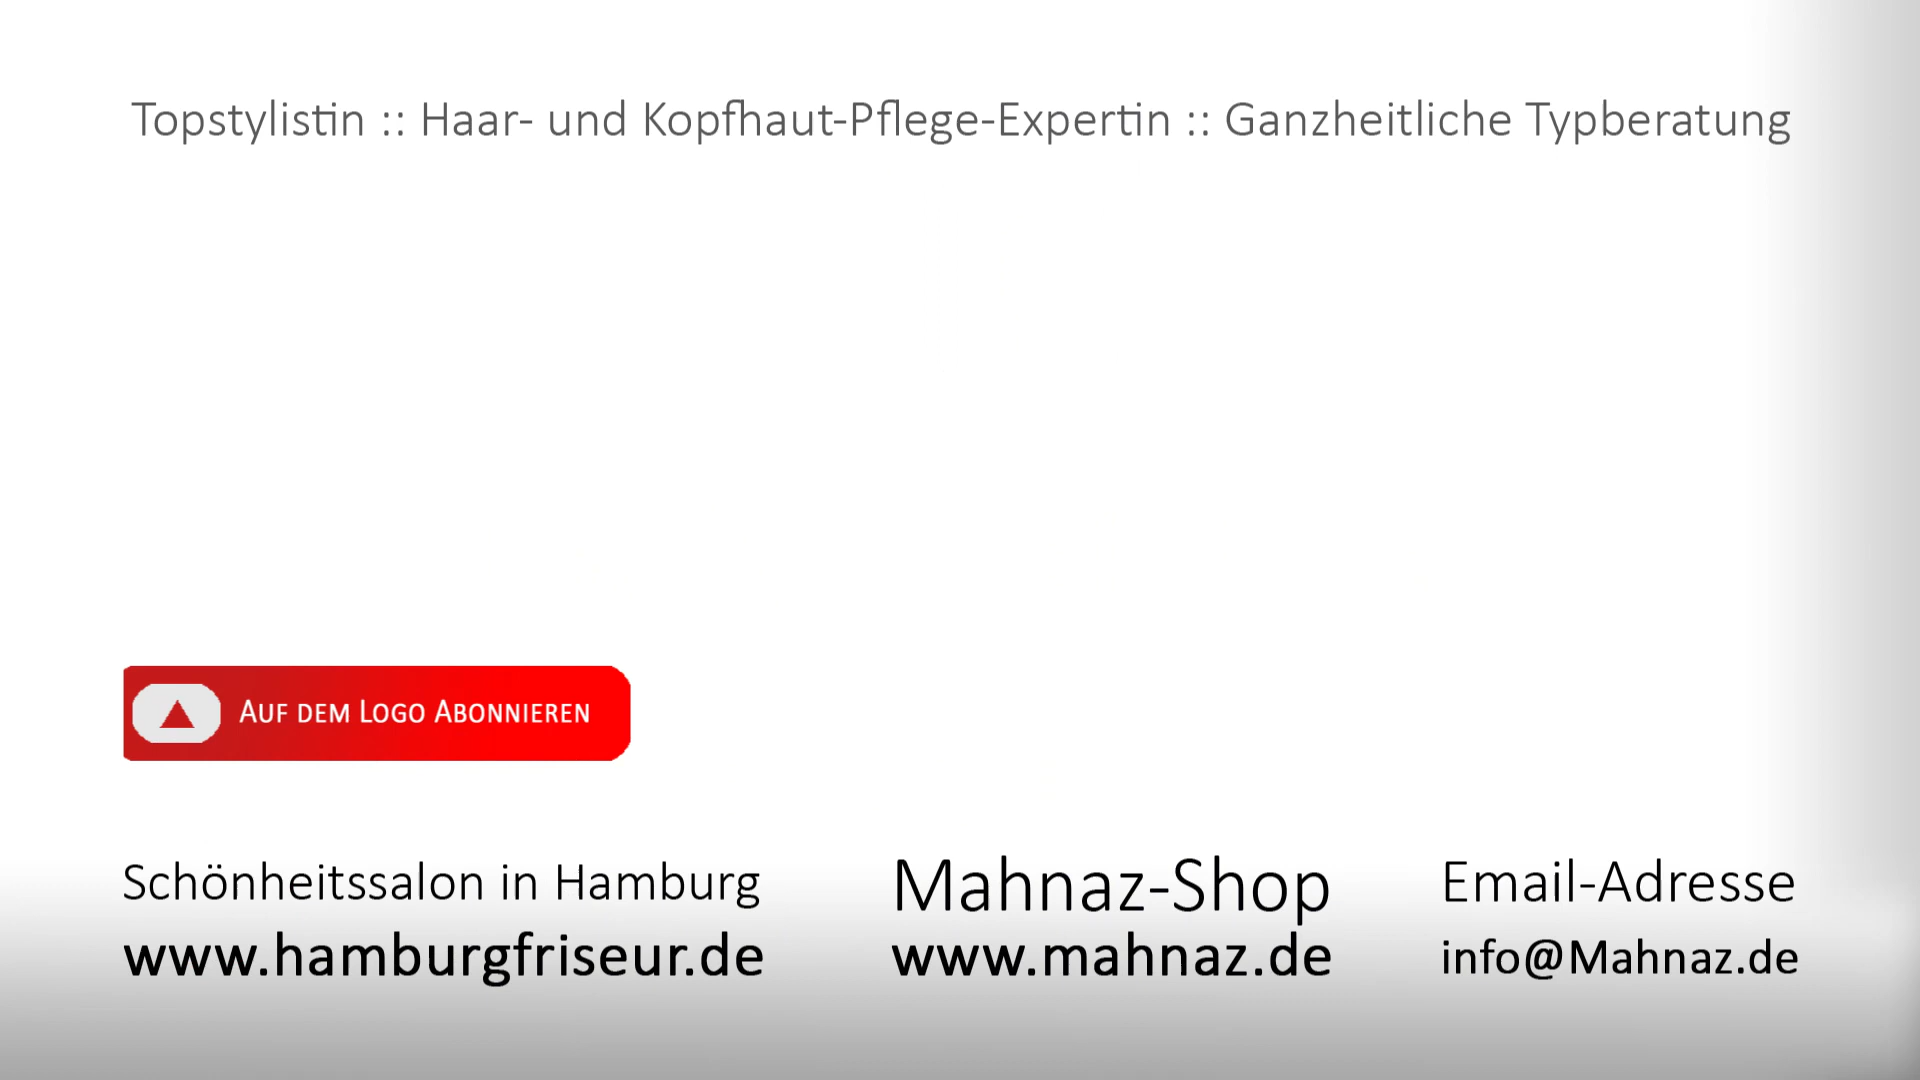 Topstylistin :: Haar- und Kopfhaut-Pflege-Expertin :: Ganzheitliche Typberatung
Auf dem Logo Abonnieren
Schönheitssalon in Hamburg
www.hamburgfriseur.de
Mahnaz-Shop
www.mahnaz.de
Email-Adresse
info@Mahnaz.de